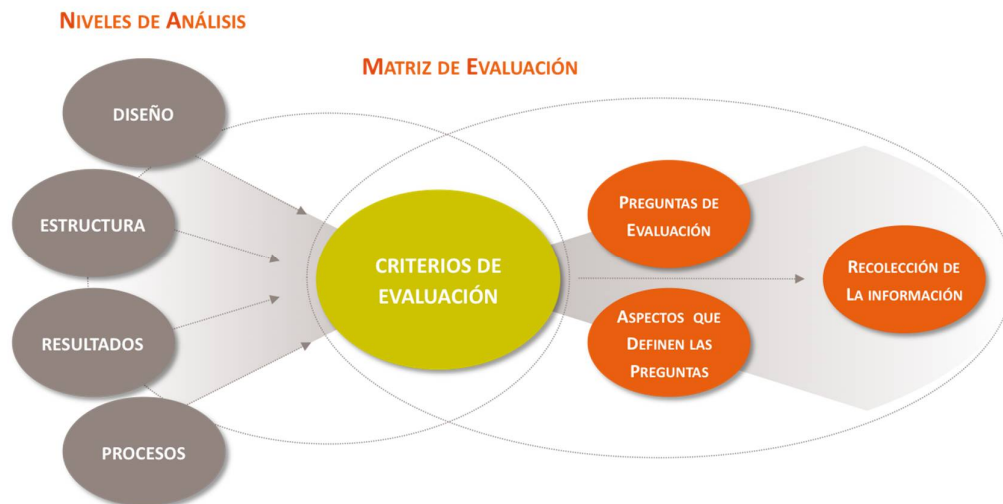 NIVELES DE ANÁLISIS
MATRIZ DE EVALUACIÓN
DISEÑO
ESTRUCTURA
RESULTADOS
PROCESOS
CRITERIOS DE
EVALUACIÓN
PREGUNTAS DE
EVALUACIÓN
ASPECTOS QUE
DEFINEN LAS
PREGUNTAS
RECOLECCIÓN DE
LA INFORMACIÓN